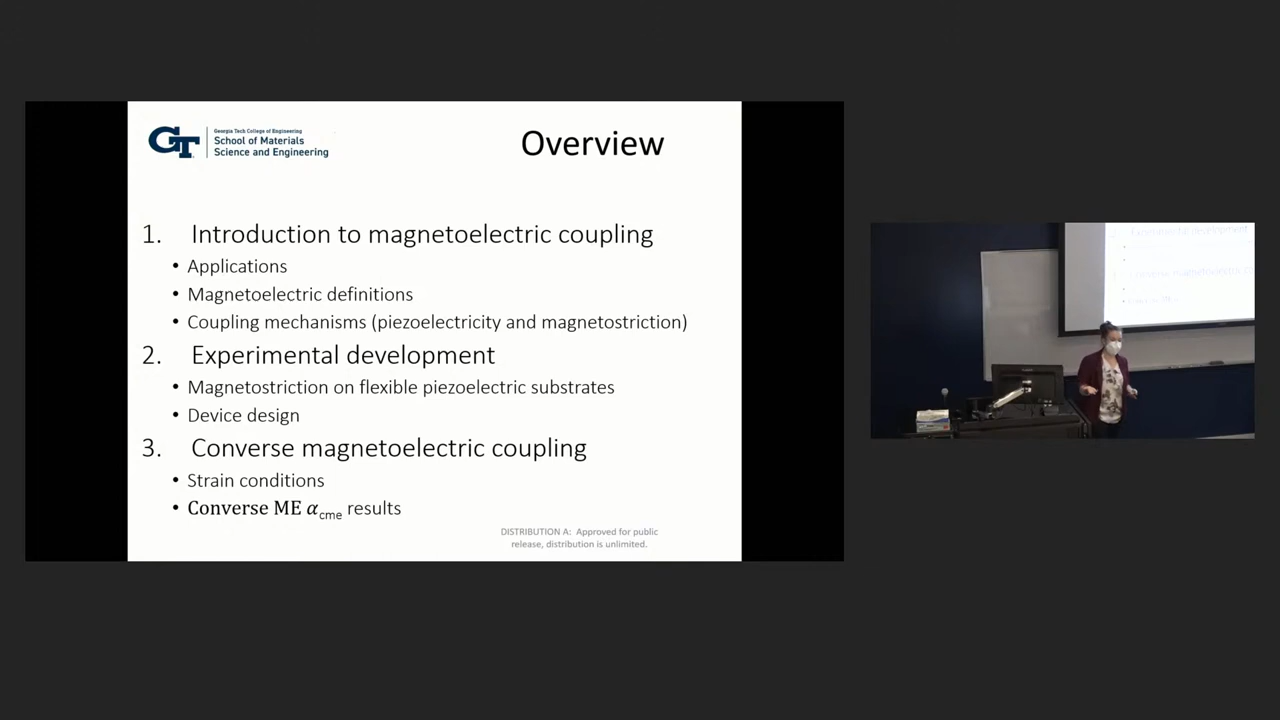 GT
Georgia Tech College of Engineering
School of Materials
Science and Engineering
Overview
1. Introduction to magnetoelectric coupling
• Applications
• Magnetoelectric definitions
• Coupling mechanisms (piezoelectricity and magnetostriction)
2. Experimental development
• Magnetostriction on flexible piezoelectric substrates
• Device design
3. Converse magnetoelectric coupling
• Strain conditions
• Converse ME α_cme results
DISTRIBUTION A: Approved for public
release, distribution is unlimited.